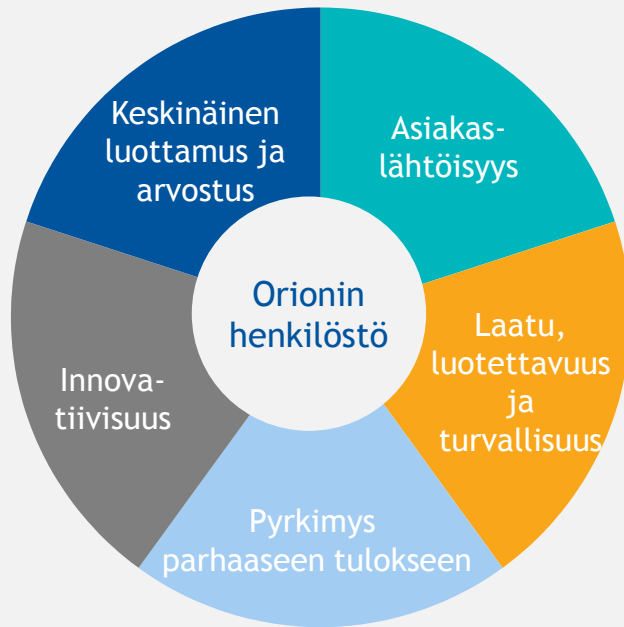 Keskinäinen
luottamus ja
arvostus
Asiakas-
lähtöisyys
Orionin
henkilöstö
Laatu,
luotettavuus
ja
turvallisuus
Innova-
tiivisuus
Pyrkimys
parhaaseen tulokseen